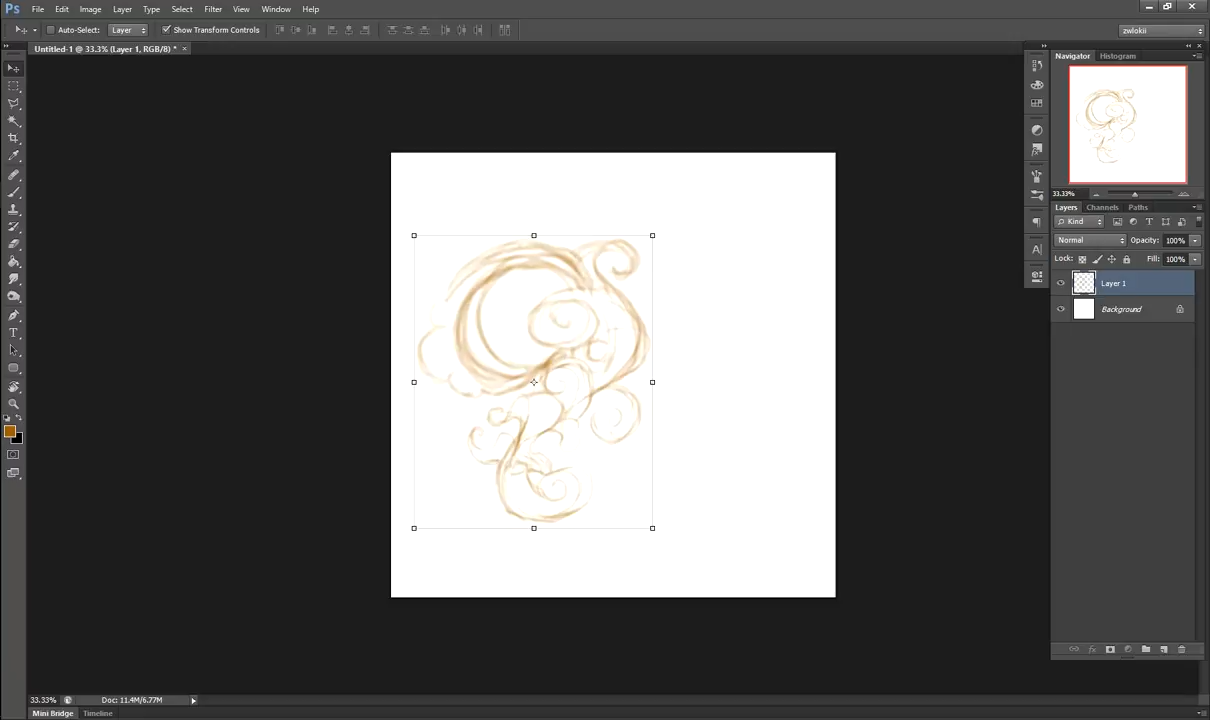 Ps File Edit Image Layer Type Select Filter View Window Help
Auto-Select: Layer Show Transform Controls zwlokii
Untitled-1 @ 33.3% (Layer 1, RGB/8) *
Navigator Histogram
33.33%
Layers Channels Paths
Kind
Normal Opacity: 100%
Lock: Fill: 100%
Layer 1
Background
33.33% Doc: 11.4M/6.77M
Mini Bridge Timeline